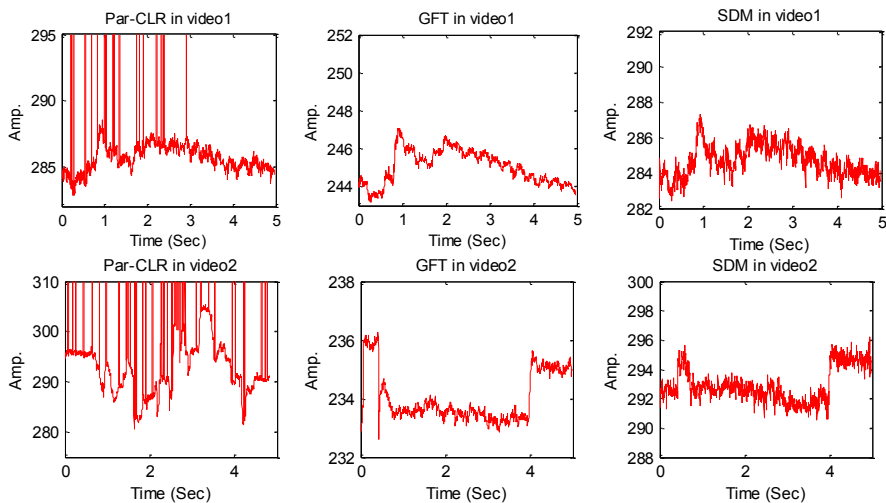 Par-CLR in video1
295
290
285
Amp.
0 1 2 3 4 5
Time (Sec)
GFT in video1
252
250
248
246
244
Amp.
0 1 2 3 4 5
Time (Sec)
SDM in video1
292
290
288
286
284
282
Amp.
0 1 2 3 4 5
Time (Sec)
Par-CLR in video2
310
300
290
280
275
Amp.
0 2 4
Time (Sec)
GFT in video2
238
236
234
232
Amp.
0 2 4
Time (Sec)
SDM in video2
300
298
296
294
292
290
288
Amp.
0 2 4
Time (Sec)